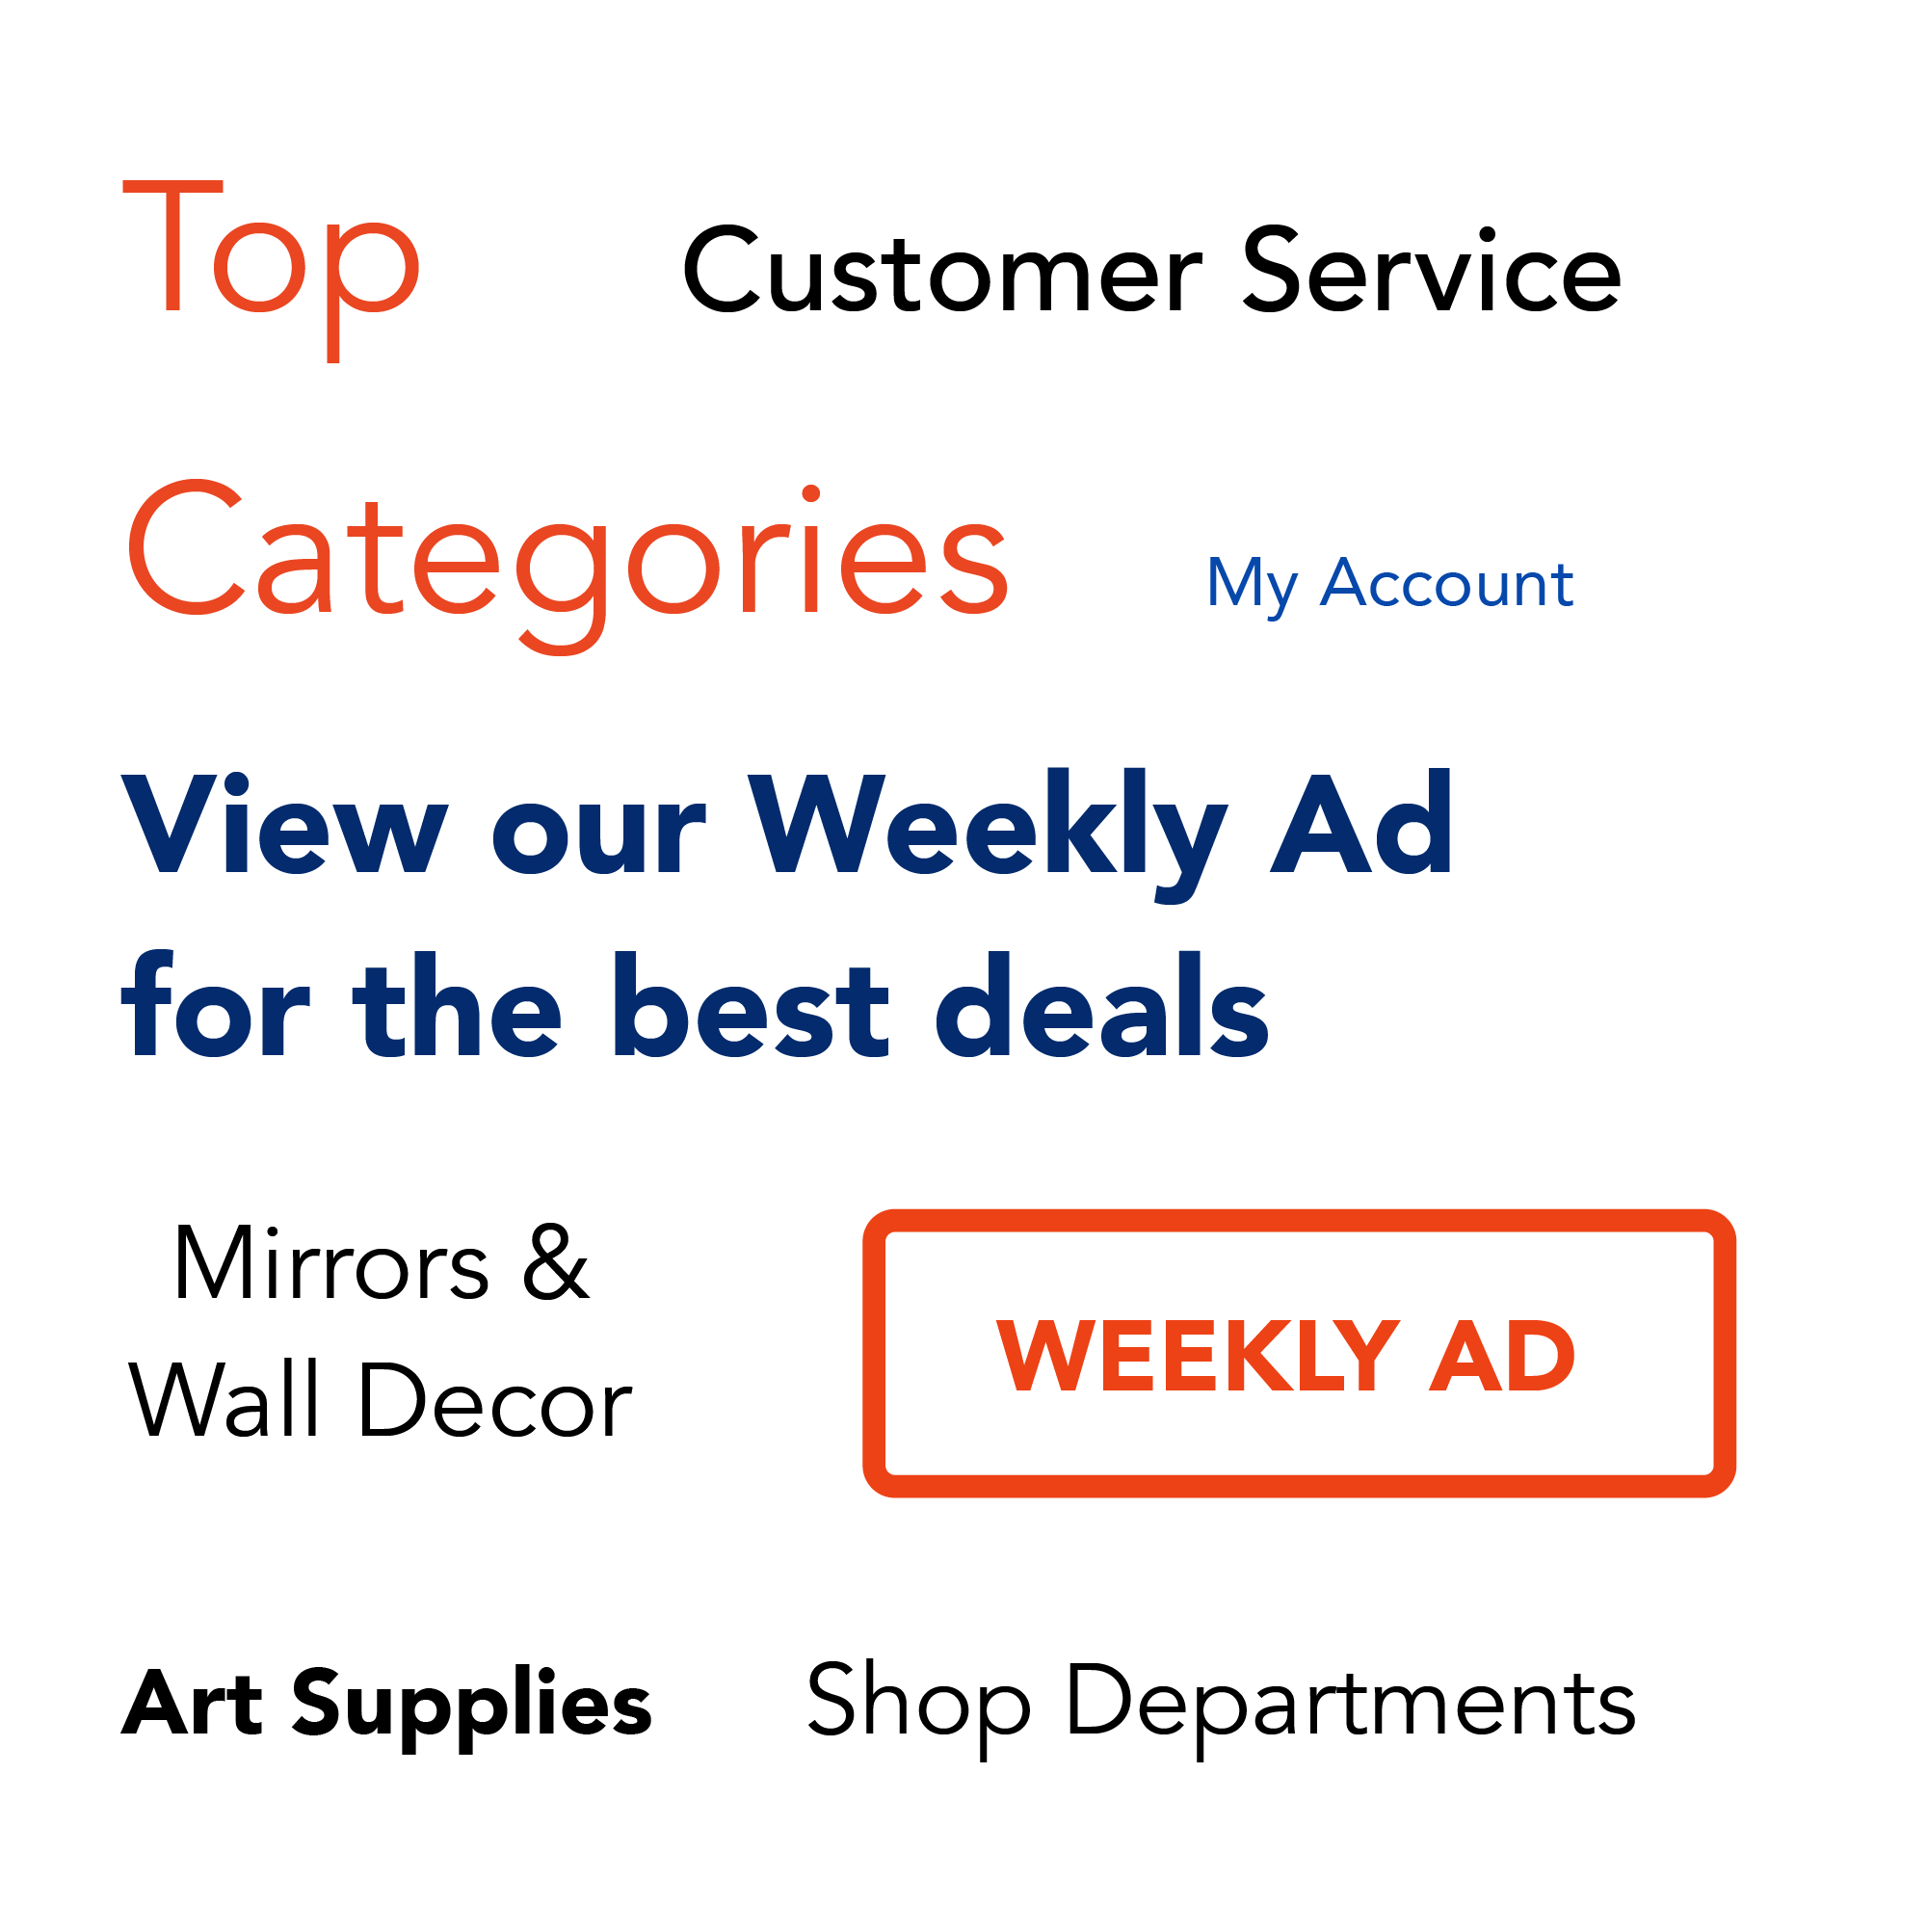 Top
Customer Service
Categories
My Account
View our Weekly Ad
for the best deals
Mirrors &
Wall Decor
WEEKLY AD
Art Supplies
Shop Departments